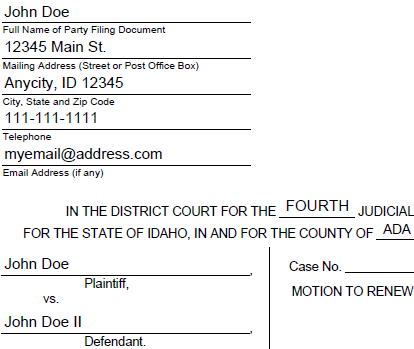 John Doe
Full Name of Party Filing Document
12345 Main St.
Mailing Address (Street or Post Office Box)
Anycity, ID 12345
City, State and Zip Code
111-111-1111
Telephone
myemail@address.com
Email Address (if any)
IN THE DISTRICT COURT FOR THE FOURTH JUDICIAL
FOR THE STATE OF IDAHO, IN AND FOR THE COUNTY OF ADA
John Doe,
Plaintiff,
vs.
John Doe II,
Defendant.
Case No.
MOTION TO RENEW